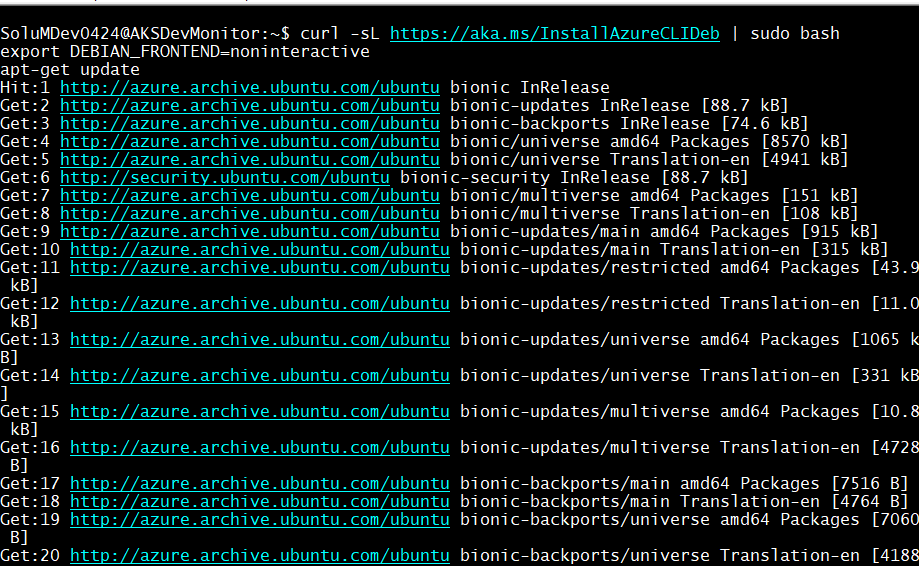 SoluMDev0424@AKSDevMonitor:~$ curl -sL https://aka.ms/InstallAzureCLIDeb | sudo bash
export DEBIAN_FRONTEND=noninteractive
apt-get update
Hit:1 http://azure.archive.ubuntu.com/ubuntu bionic InRelease
Get:2 http://azure.archive.ubuntu.com/ubuntu bionic-updates InRelease [88.7 kB]
Get:3 http://azure.archive.ubuntu.com/ubuntu bionic-backports InRelease [74.6 kB]
Get:4 http://azure.archive.ubuntu.com/ubuntu bionic/universe amd64 Packages [8570 kB]
Get:5 http://azure.archive.ubuntu.com/ubuntu bionic/universe Translation-en [4941 kB]
Get:6 http://security.ubuntu.com/ubuntu bionic-security InRelease [88.7 kB]
Get:7 http://azure.archive.ubuntu.com/ubuntu bionic/multiverse amd64 Packages [151 kB]
Get:8 http://azure.archive.ubuntu.com/ubuntu bionic/multiverse Translation-en [108 kB]
Get:9 http://azure.archive.ubuntu.com/ubuntu bionic-updates/main amd64 Packages [915 kB]
Get:10 http://azure.archive.ubuntu.com/ubuntu bionic-updates/main Translation-en [315 kB]
Get:11 http://azure.archive.ubuntu.com/ubuntu bionic-updates/restricted amd64 Packages [43.9
 kB]
Get:12 http://azure.archive.ubuntu.com/ubuntu bionic-updates/restricted Translation-en [11.0
 kB]
Get:13 http://azure.archive.ubuntu.com/ubuntu bionic-updates/universe amd64 Packages [1065 k
B]
Get:14 http://azure.archive.ubuntu.com/ubuntu bionic-updates/universe Translation-en [331 kB
]
Get:15 http://azure.archive.ubuntu.com/ubuntu bionic-updates/multiverse amd64 Packages [10.8
 kB]
Get:16 http://azure.archive.ubuntu.com/ubuntu bionic-updates/multiverse Translation-en [4728
 B]
Get:17 http://azure.archive.ubuntu.com/ubuntu bionic-backports/main amd64 Packages [7516 B]
Get:18 http://azure.archive.ubuntu.com/ubuntu bionic-backports/main Translation-en [4764 B]
Get:19 http://azure.archive.ubuntu.com/ubuntu bionic-backports/universe amd64 Packages [7060
 B]
Get:20 http://azure.archive.ubuntu.com/ubuntu bionic-backports/universe Translation-en [4188